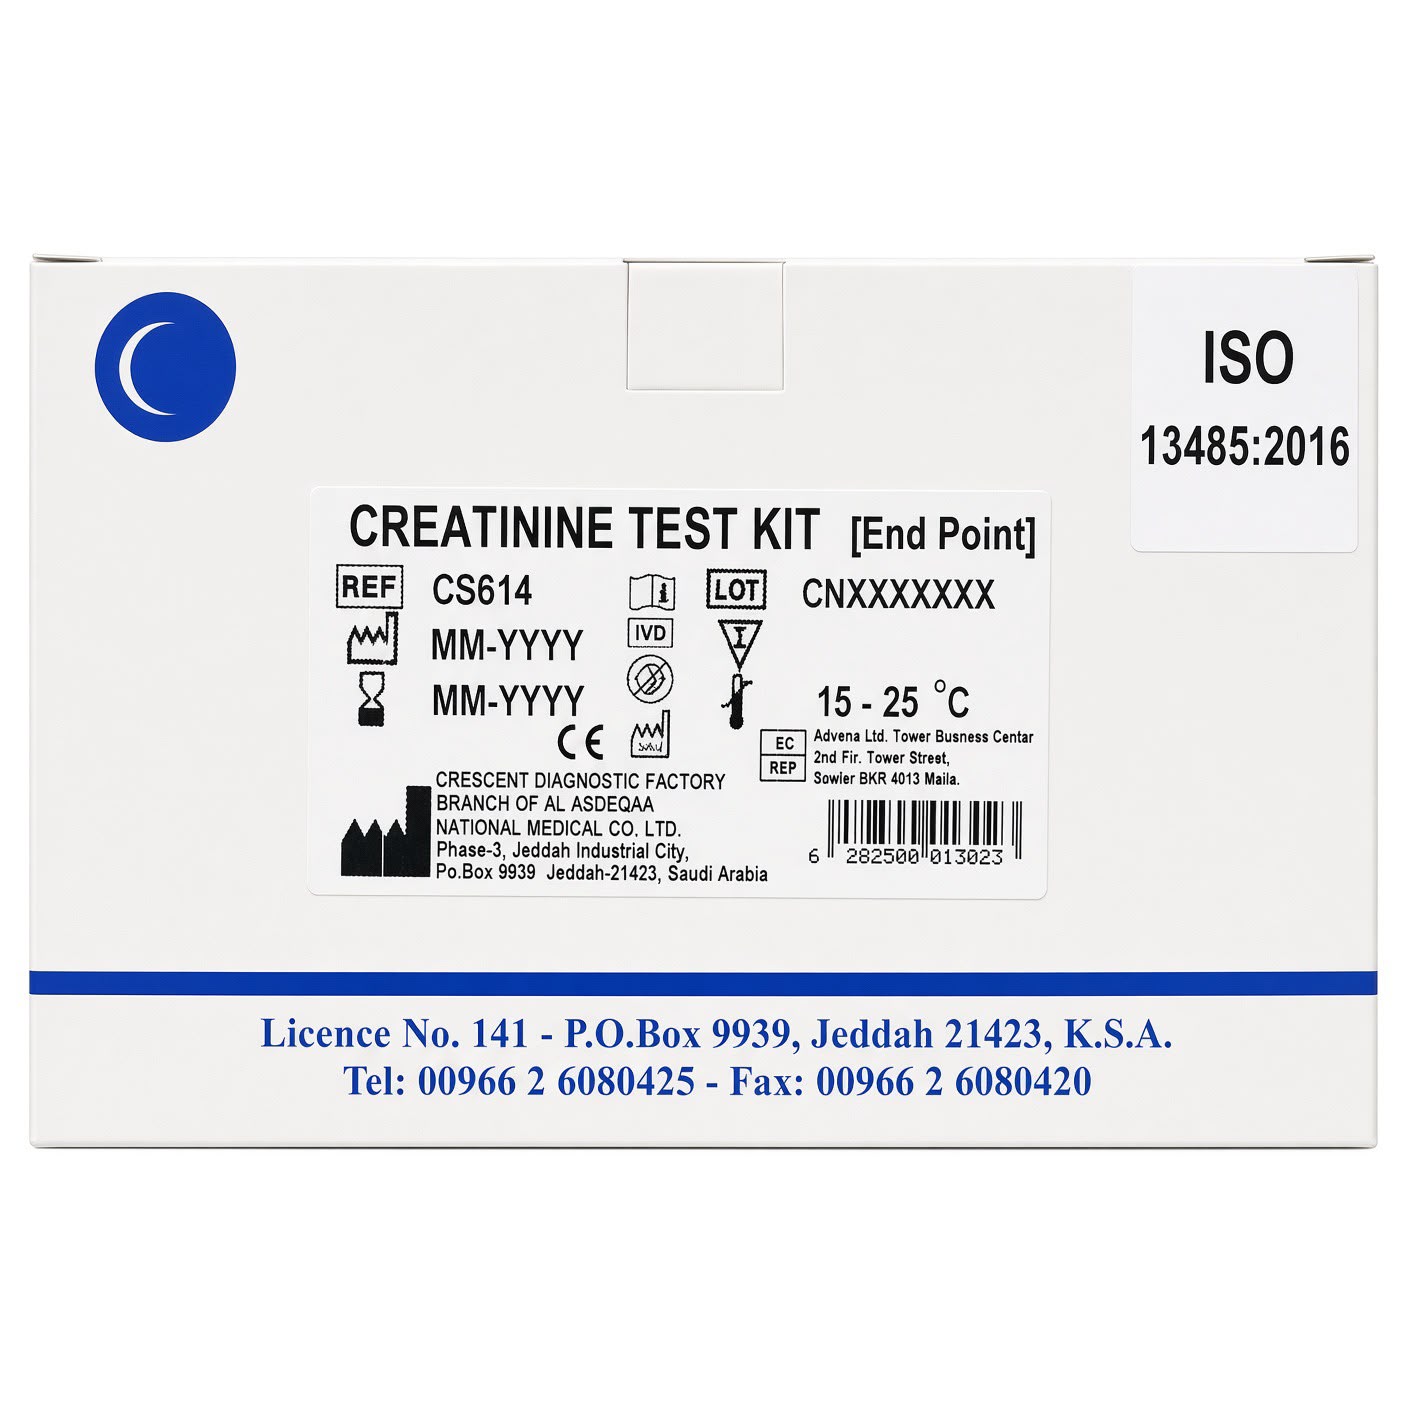 ISO
13485:2016
CREATININE TEST KIT [End Point]
REF CS614 LOT CNXXXXXXX
MM-YYYY IVD
MM-YYYY 15 - 25 °C
CE
EC REP
Advena Ltd. Tower Busness Centar
2nd Fir. Tower Street,
Sowler BKR 4013 Maila.
CRESCENT DIAGNOSTIC FACTORY
BRANCH OF AL ASDEQAA
NATIONAL MEDICAL CO. LTD.
Phase-3, Jeddah Industrial City,
Po.Box 9939 Jeddah-21423, Saudi Arabia
6 282500 013023
Licence No. 141 - P.O.Box 9939, Jeddah 21423, K.S.A.
Tel: 00966 2 6080425 - Fax: 00966 2 6080420